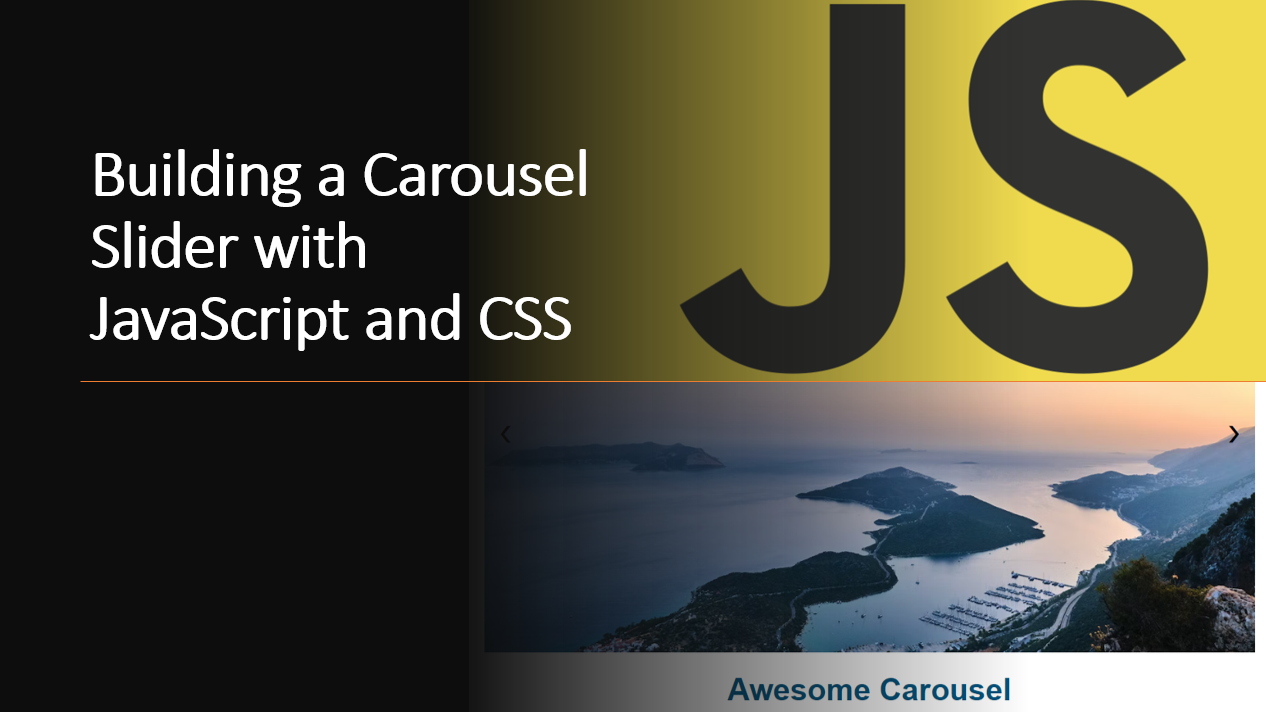 JS
Building a Carousel
Slider with
JavaScript and CSS
Awesome Carousel